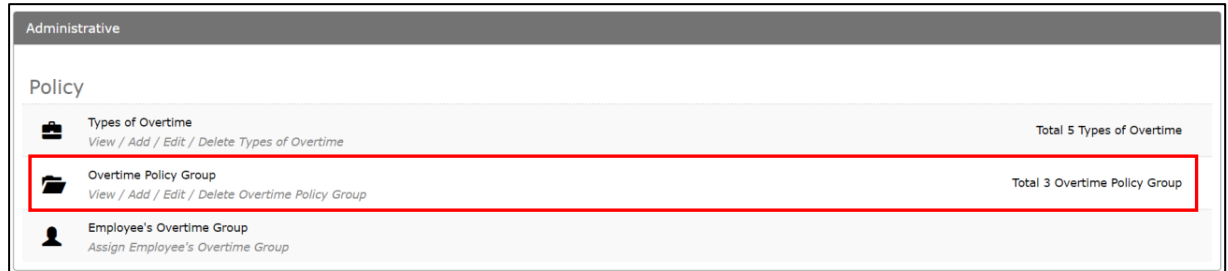 Administrative
Policy
Types of Overtime
View / Add / Edit / Delete Types of Overtime
Total 5 Types of Overtime
Overtime Policy Group
View / Add / Edit / Delete Overtime Policy Group
Total 3 Overtime Policy Group
Employee's Overtime Group
Assign Employee's Overtime Group